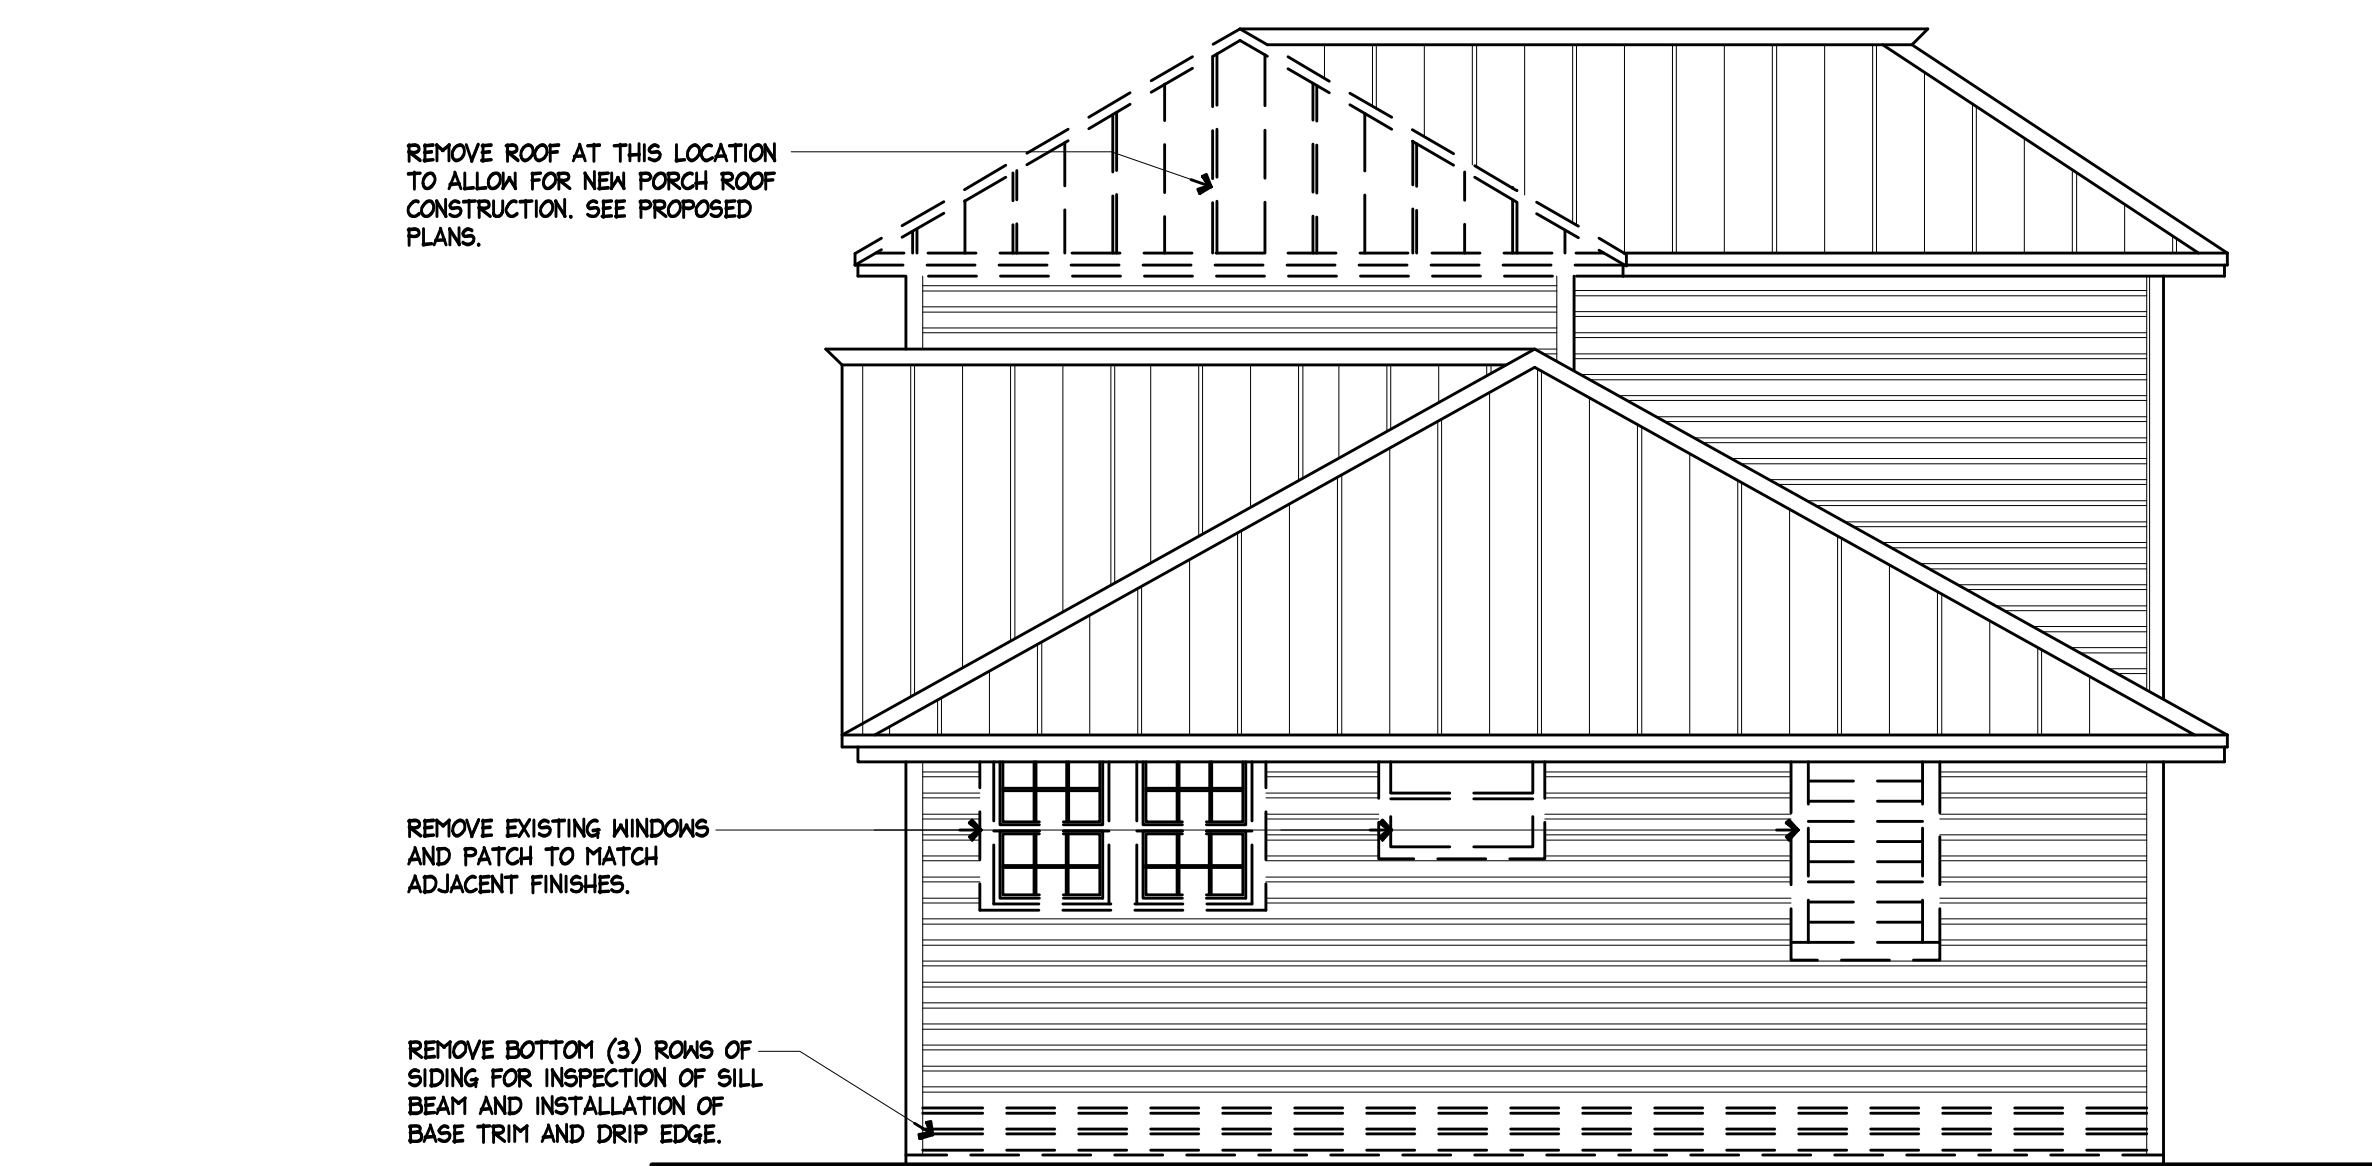 REMOVE ROOF AT THIS LOCATION
TO ALLOW FOR NEW PORCH ROOF
CONSTRUCTION. SEE PROPOSED
PLANS.
REMOVE EXISTING WINDOWS
AND PATCH TO MATCH
ADJACENT FINISHES.
REMOVE BOTTOM (3) ROWS OF
SIDING FOR INSPECTION OF SILL
BEAM AND INSTALLATION OF
BASE TRIM AND DRIP EDGE.